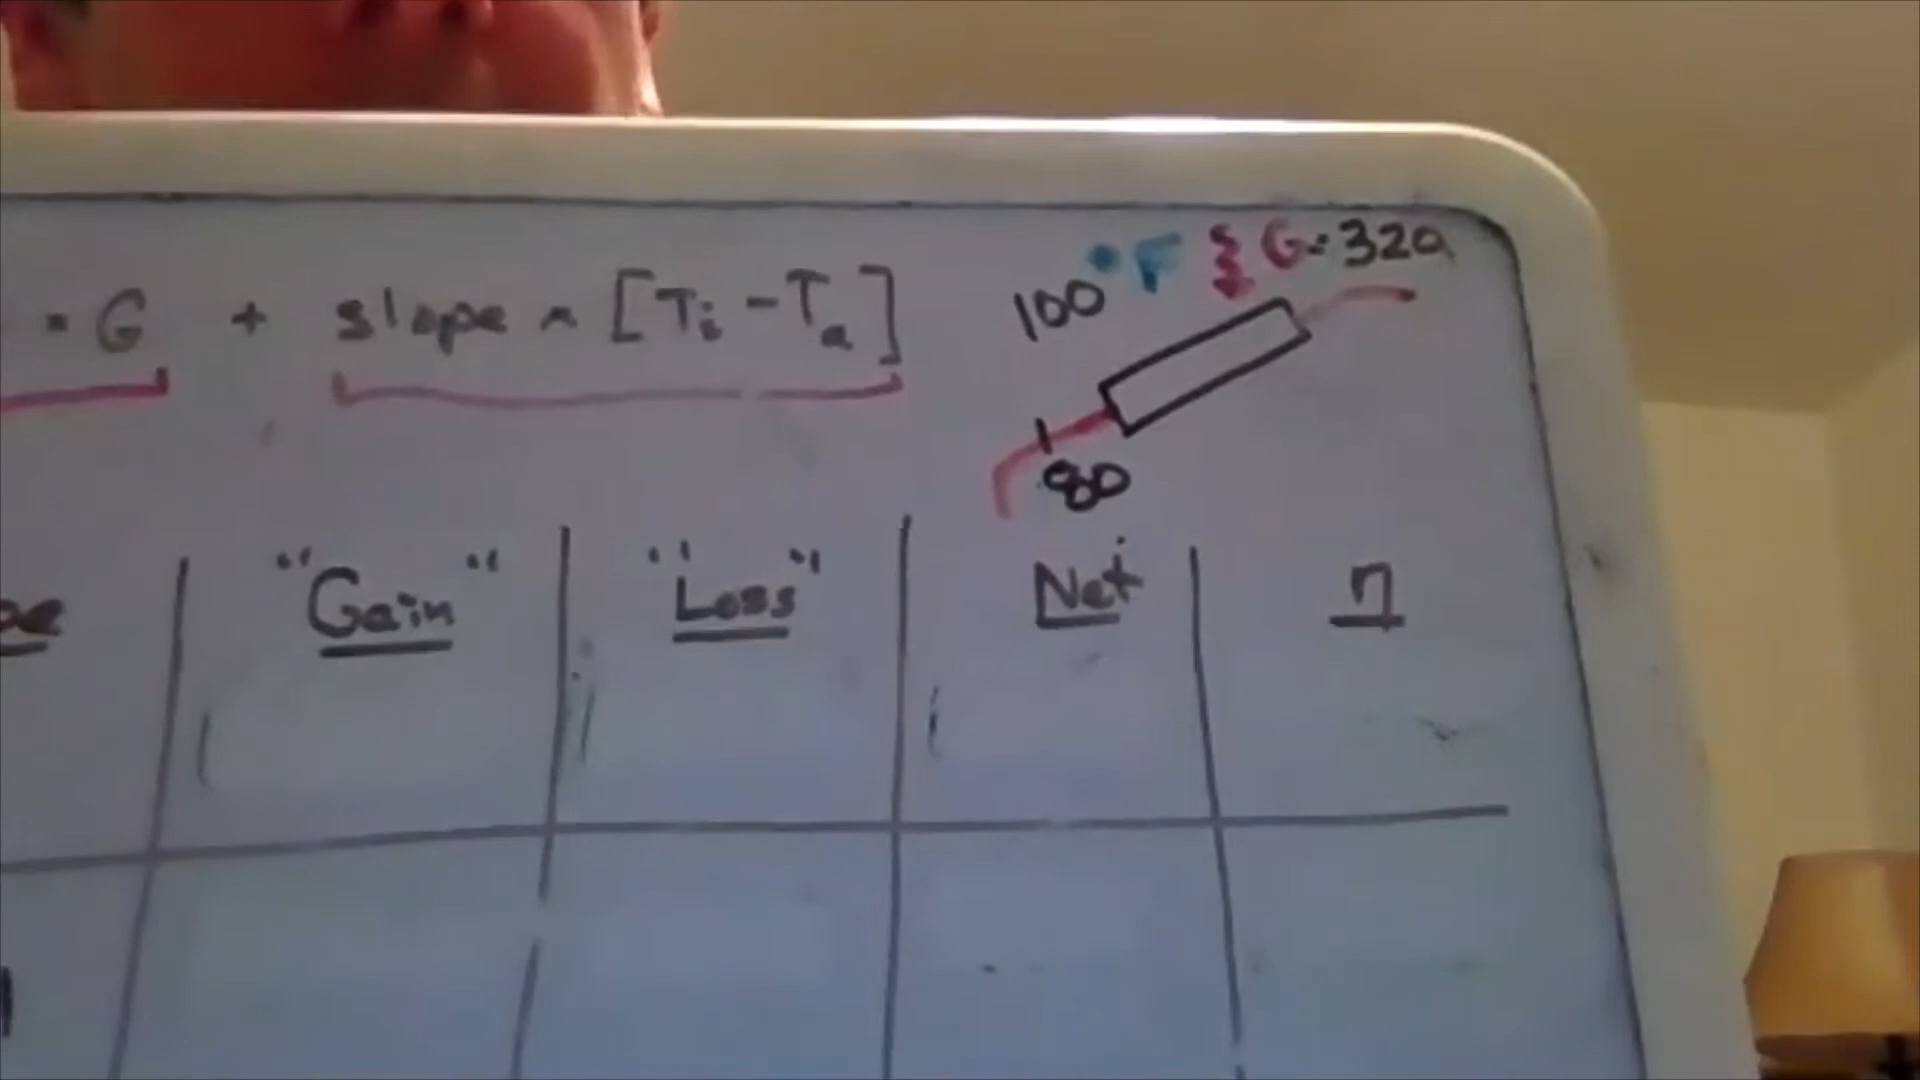 · G + slope × [Ti - Ta]
100 °F G = 320
80
"Gain" "Loss" Net η